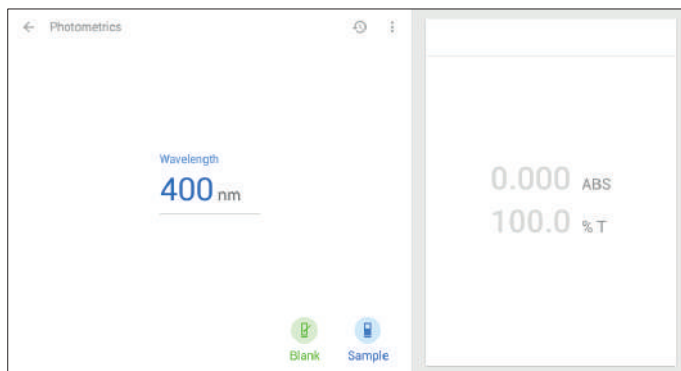 Photometrics
Wavelength
400 nm
Blank
Sample
0.000 ABS
100.0 % T